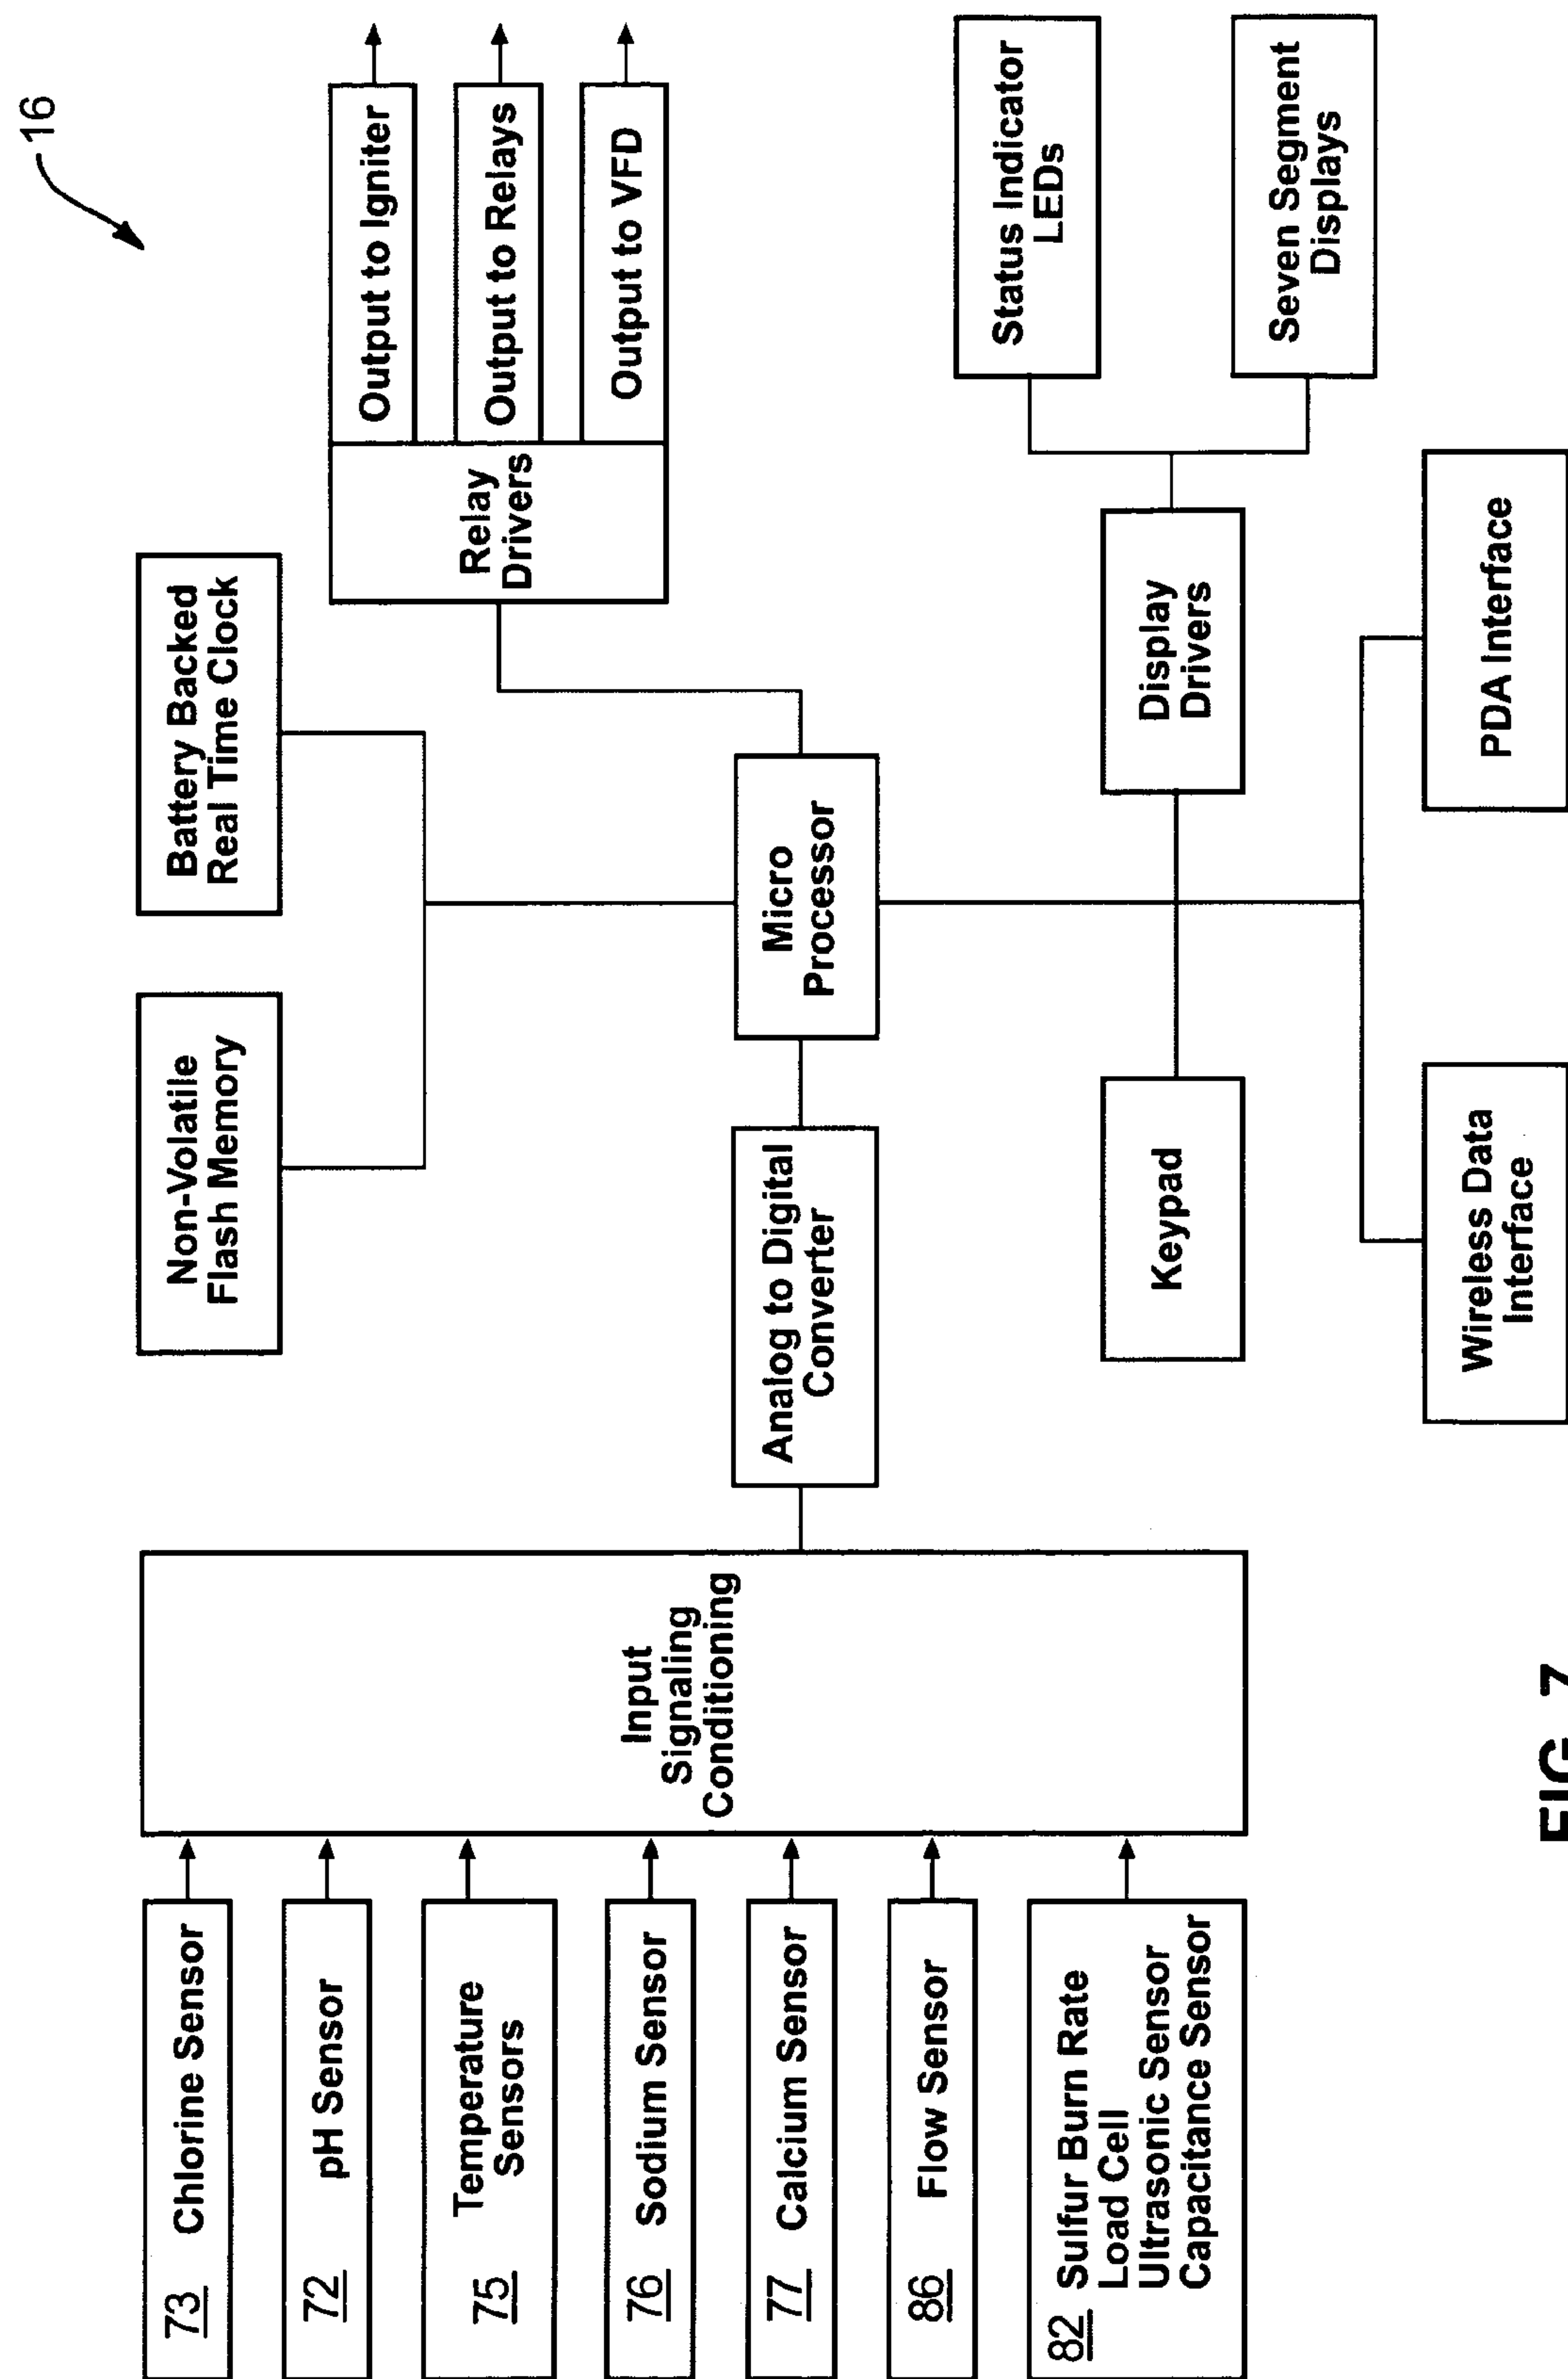 16
73 Chlorine Sensor
72 pH Sensor
75 Temperature
Sensors
76 Sodium Sensor
77 Calcium Sensor
86 Flow Sensor
82 Sulfur Burn Rate
Load Cell
Ultrasonic Sensor
Capacitance Sensor
Input
Signaling
Conditioning
Analog to Digital
Converter
Non-Volatile
Flash Memory
Battery Backed
Real Time Clock
Micro
Processor
Relay
Drivers
Output to Igniter
Output to Relays
Output to VFD
Keypad
Display
Drivers
Status Indicator
LEDs
Seven Segment
Displays
Wireless Data
Interface
PDA Interface
FIG. 7